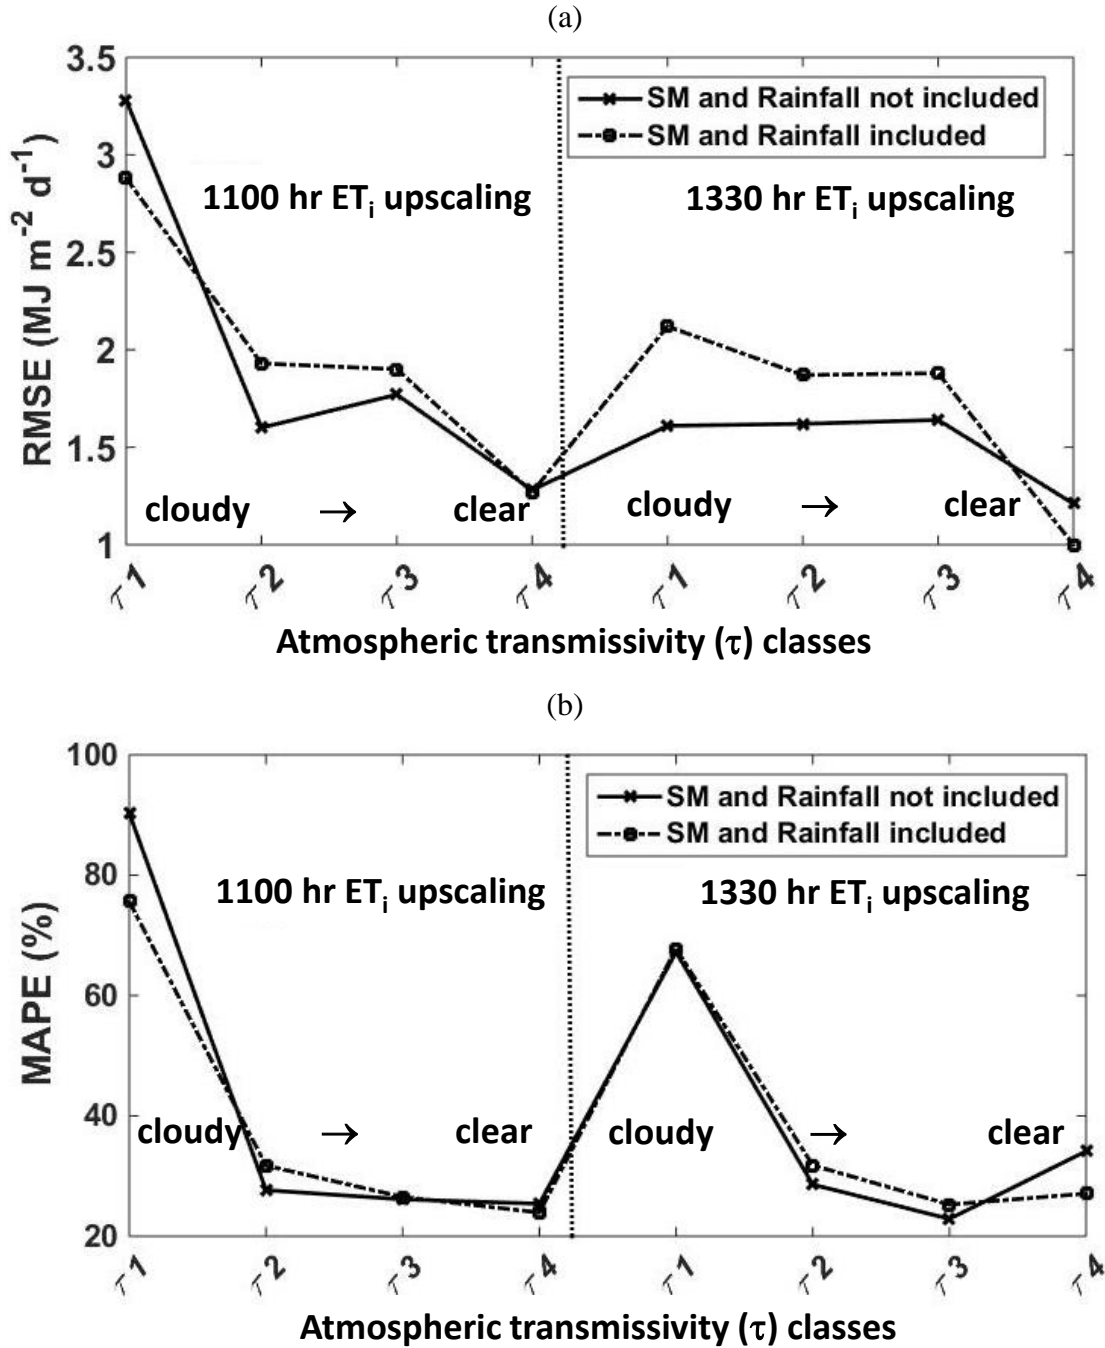 (a)
3.5
SM and Rainfall not included
SM and Rainfall included
3
1100 hr ETi upscaling
1330 hr ETi upscaling
2.5
RMSE (MJ m-2 d-1)
2
1.5
cloudy → clear
cloudy → clear
1
τ1 τ2 τ3 τ4 τ1 τ2 τ3 τ4
Atmospheric transmissivity (τ) classes
(b)
100
SM and Rainfall not included
SM and Rainfall included
80
1100 hr ETi upscaling
1330 hr ETi upscaling
MAPE (%)
60
40
cloudy → clear
cloudy → clear
20
τ1 τ2 τ3 τ4 τ1 τ2 τ3 τ4
Atmospheric transmissivity (τ) classes